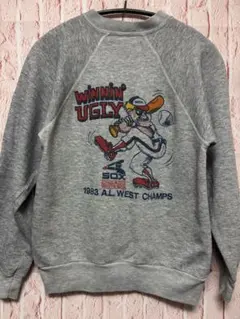 WINNIN'
UGLY
SOX
1983 A.L. WEST CHAMPS